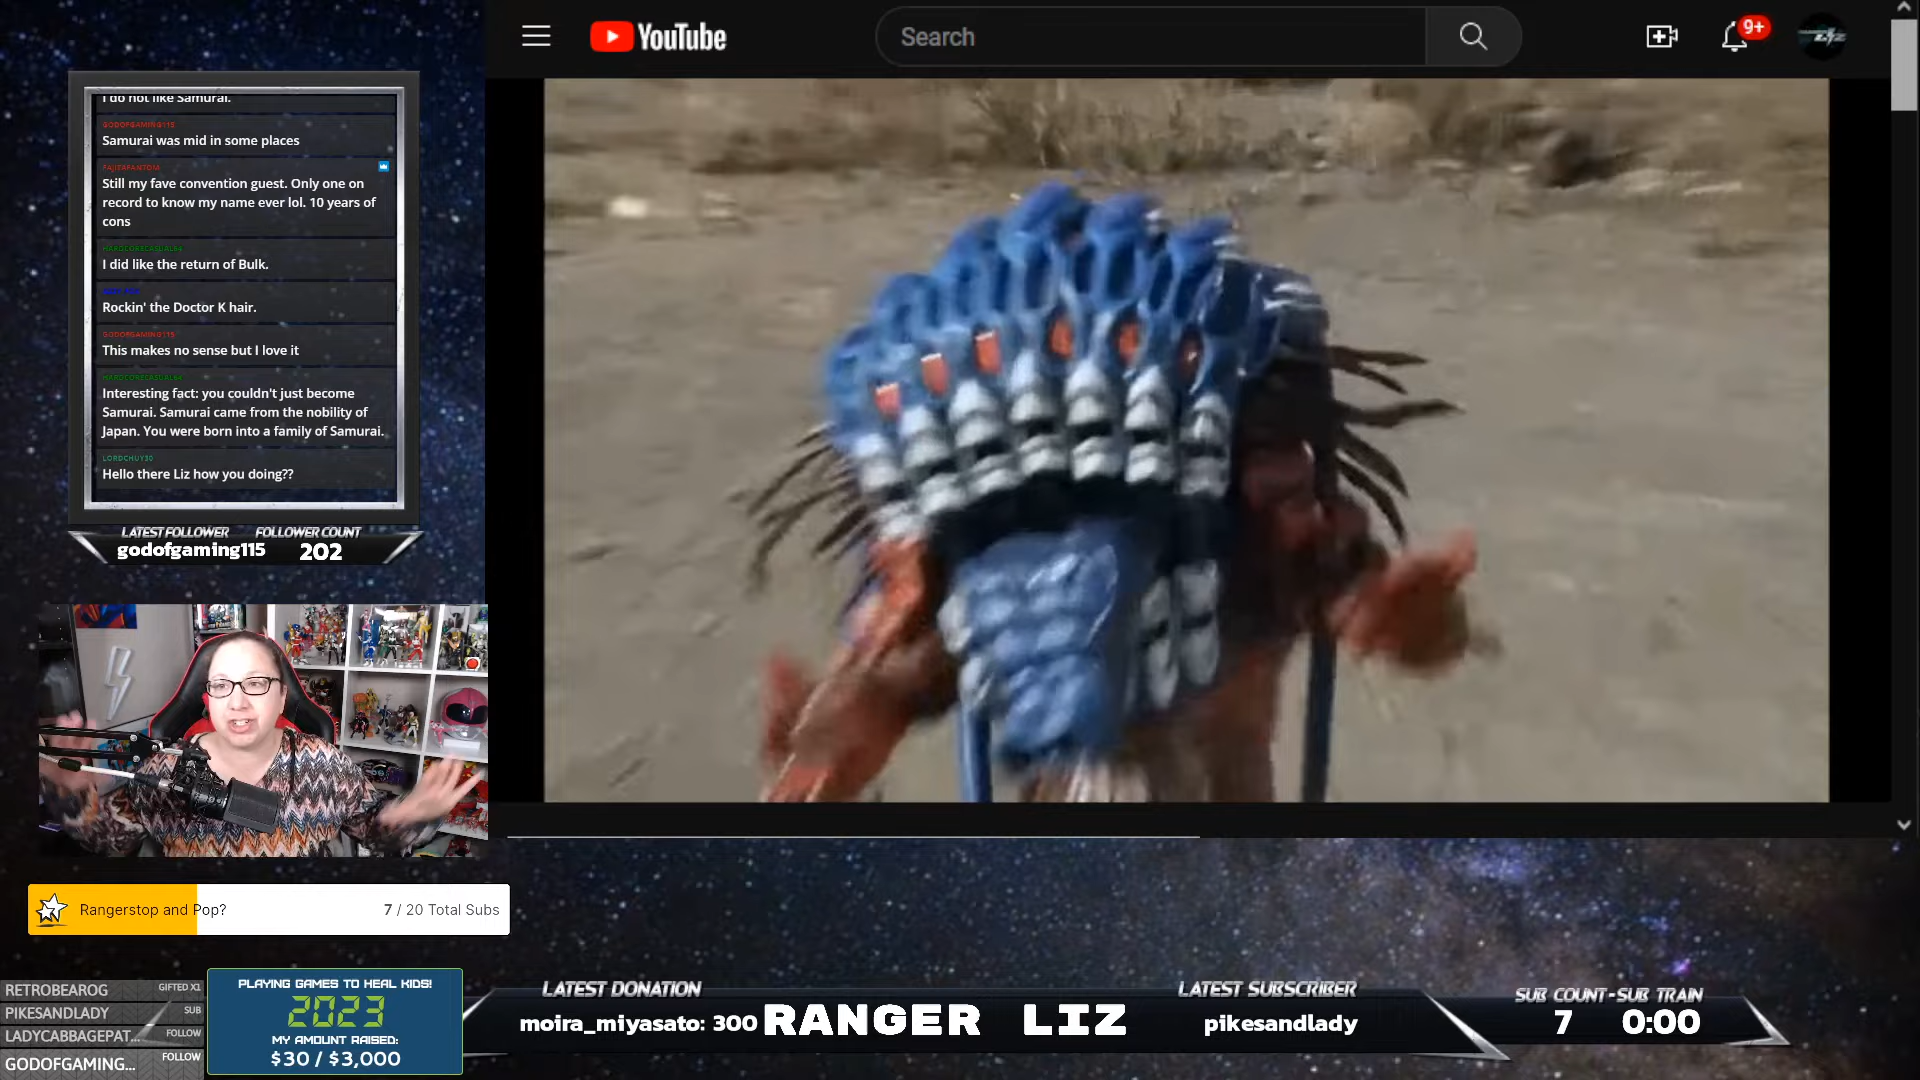 I do not like Samurai.
GODOFGAMING115
Samurai was mid in some places
FAJITAFANTOM
Still my fave convention guest. Only one on
record to know my name ever lol. 10 years of
cons
HARDCORECASUAL64
I did like the return of Bulk.
Rockin' the Doctor K hair.
GODOFGAMING115
This makes no sense but I love it
HARDCORECASUAL64
Interesting fact: you couldn't just become
Samurai. Samurai came from the nobility of
Japan. You were born into a family of Samurai.
LORDCHUY30
Hello there Liz how you doing??
LATEST FOLLOWER FOLLOWER COUNT
godofgaming115 202
YouTube
Search
9+
Rangerstop and Pop? 7 / 20 Total Subs
RETROBEAROG GIFTED X1
PIKESANDLADY SUB
LADYCABBAGEPAT... FOLLOW
GODOFGAMING... FOLLOW
PLAYING GAMES TO HEAL KIDS!
2023
MY AMOUNT RAISED:
$30 / $3,000
LATEST DONATION
moira_miyasato: 300
RANGER LIZ
LATEST SUBSCRIBER
pikesandlady
SUB COUNT-SUB TRAIN
7 0:00